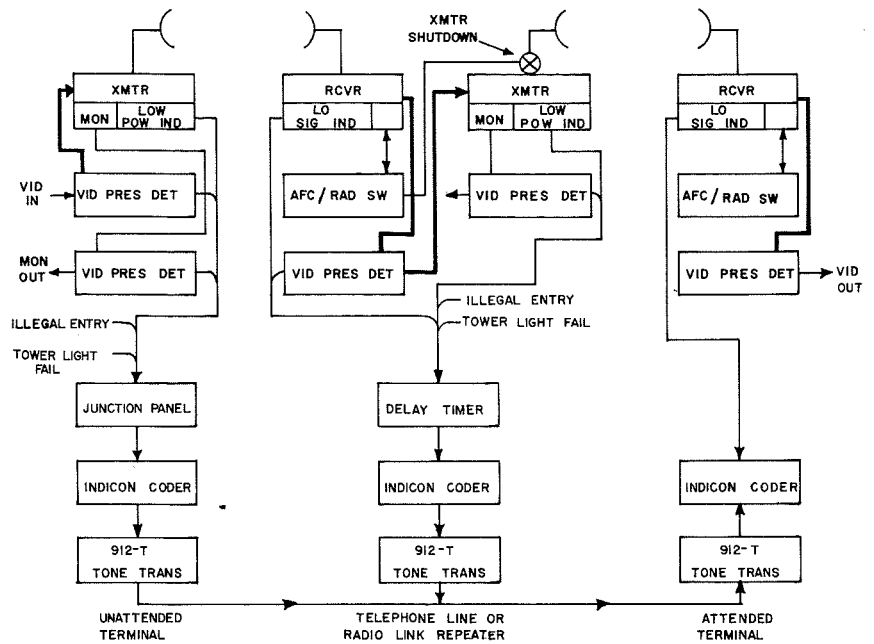 XMTR
SHUTDOWN
XMTR
MON
LOW
POW IND
RCVR
LO
SIG IND
XMTR
MON
LOW
POW IND
RCVR
LO
SIG IND
VID
IN
VID PRES DET
AFC/RAD SW
VID PRES DET
AFC/RAD SW
MON
OUT
VID PRES DET
VID PRES DET
VID PRES DET
VID
OUT
ILLEGAL ENTRY
TOWER LIGHT
FAIL
ILLEGAL ENTRY
TOWER LIGHT FAIL
JUNCTION PANEL
DELAY TIMER
INDICON CODER
INDICON CODER
INDICON CODER
912-T
TONE TRANS
912-T
TONE TRANS
912-T
TONE TRANS
UNATTENDED
TERMINAL
TELEPHONE LINE OR
RADIO LINK REPEATER
ATTENDED
TERMINAL